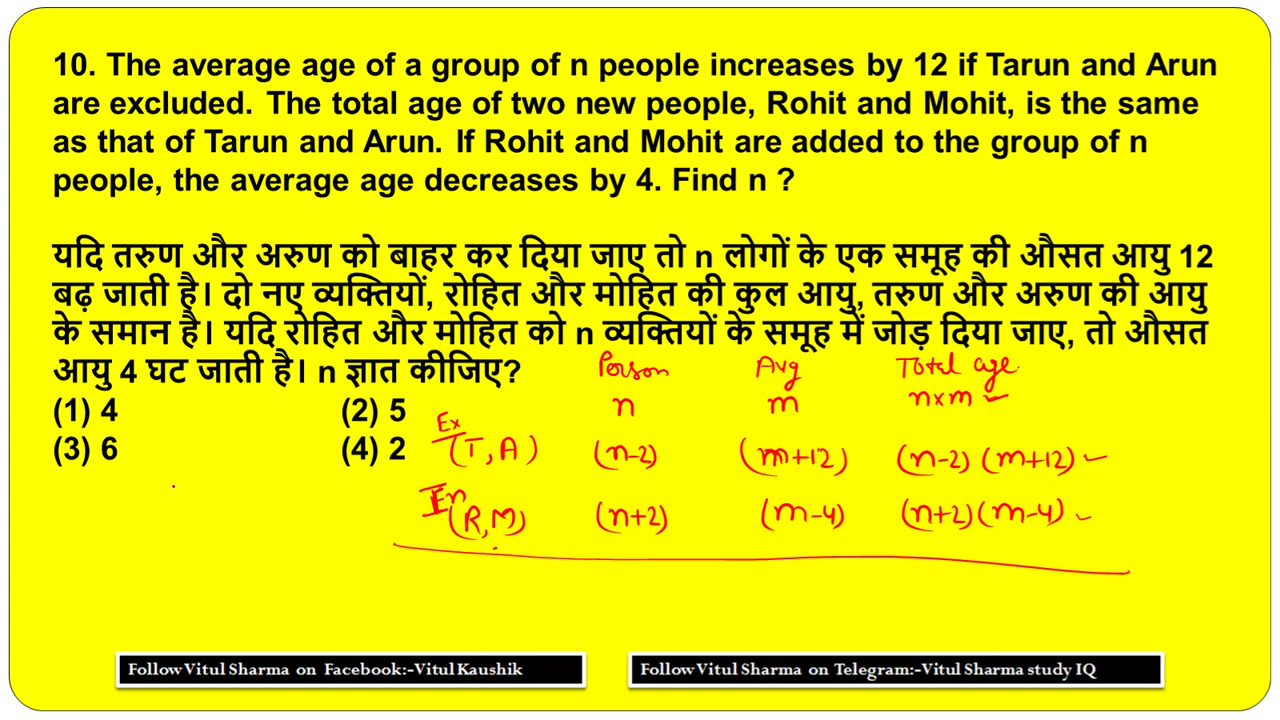 10. The average age of a group of n people increases by 12 if Tarun and Arun
are excluded. The total age of two new people, Rohit and Mohit, is the same
as that of Tarun and Arun. If Rohit and Mohit are added to the group of n
people, the average age decreases by 4. Find n ?
यदि तरुण और अरुण को बाहर कर दिया जाए तो n लोगों के एक समूह की औसत आयु 12
बढ़ जाती है। दो नए व्यक्तियों, रोहित और मोहित की कुल आयु, तरुण और अरुण की आयु
के समान है। यदि रोहित और मोहित को n व्यक्तियों के समूह में जोड़ दिया जाए, तो औसत
आयु 4 घट जाती है। n ज्ञात कीजिए?
Person Avg Total age
(1) 4 (2) 5 n m n×m
(3) 6 (4) 2 Ex (T, A) (n-2) (m+12) (n-2) (m+12)
In (R, M) (n+2) (m-4) (n+2) (m-4)
Follow Vitul Sharma on Facebook:-Vitul Kaushik
Follow Vitul Sharma on Telegram:-Vitul Sharma study IQ